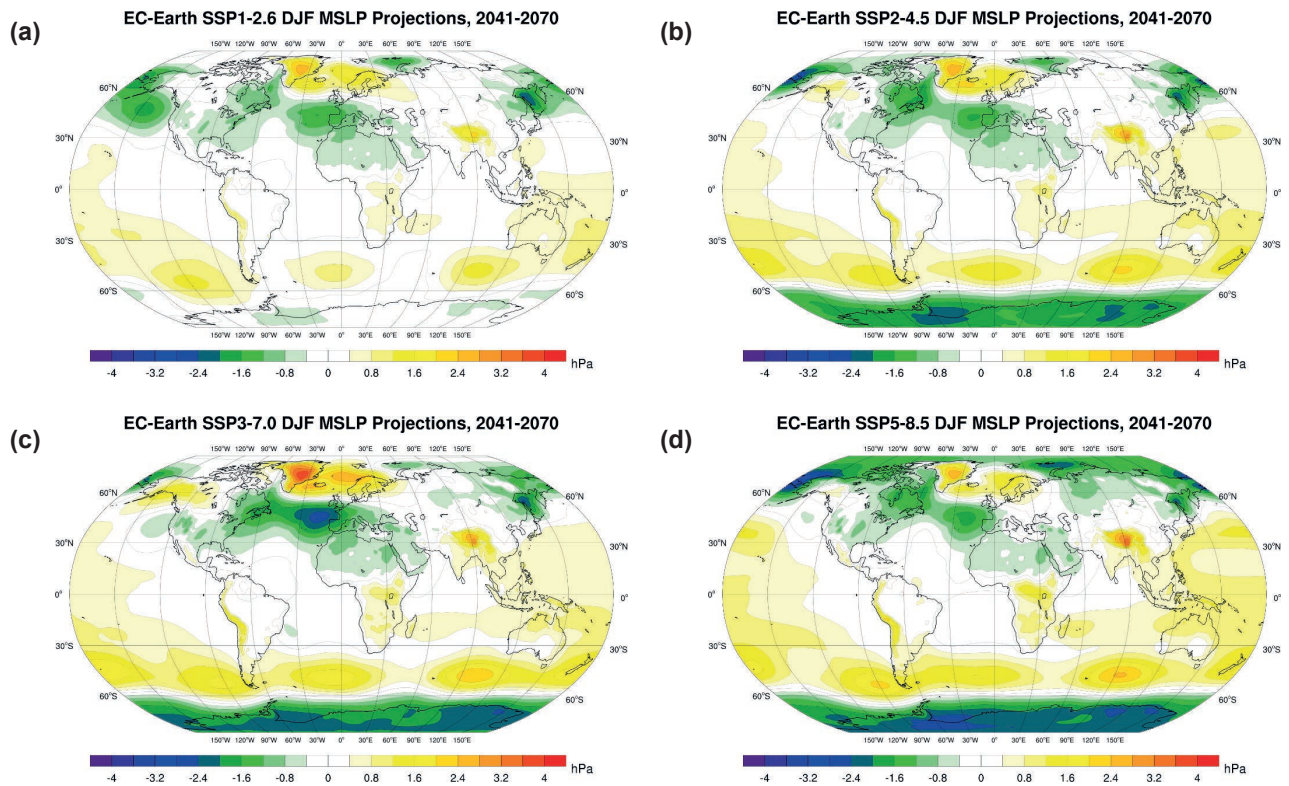 (a)
EC-Earth SSP1-2.6 DJF MSLP Projections, 2041-2070
150°W 120°W 90°W 60°W 30°W 0° 30°E 60°E 90°E 120°E 150°E
60°N
60°N
30°N
30°N
0°
0°
30°S
30°S
60°S
60°S
150°W 120°W 90°W 60°W 30°W 0° 30°E 60°E 90°E 120°E 150°E
hPa
-4 -3.2 -2.4 -1.6 -0.8 0 0.8 1.6 2.4 3.2 4
(b)
EC-Earth SSP2-4.5 DJF MSLP Projections, 2041-2070
150°W 120°W 90°W 60°W 30°W 0° 30°E 60°E 90°E 120°E 150°E
60°N
60°N
30°N
30°N
0°
0°
30°S
30°S
60°S
60°S
150°W 120°W 90°W 60°W 30°W 0° 30°E 60°E 90°E 120°E 150°E
hPa
-4 -3.2 -2.4 -1.6 -0.8 0 0.8 1.6 2.4 3.2 4
(c)
EC-Earth SSP3-7.0 DJF MSLP Projections, 2041-2070
150°W 120°W 90°W 60°W 30°W 0° 30°E 60°E 90°E 120°E 150°E
60°N
60°N
30°N
30°N
0°
0°
30°S
30°S
60°S
60°S
150°W 120°W 90°W 60°W 30°W 0° 30°E 60°E 90°E 120°E 150°E
hPa
-4 -3.2 -2.4 -1.6 -0.8 0 0.8 1.6 2.4 3.2 4
(d)
EC-Earth SSP5-8.5 DJF MSLP Projections, 2041-2070
150°W 120°W 90°W 60°W 30°W 0° 30°E 60°E 90°E 120°E 150°E
60°N
60°N
30°N
30°N
0°
0°
30°S
30°S
60°S
60°S
150°W 120°W 90°W 60°W 30°W 0° 30°E 60°E 90°E 120°E 150°E
hPa
-4 -3.2 -2.4 -1.6 -0.8 0 0.8 1.6 2.4 3.2 4